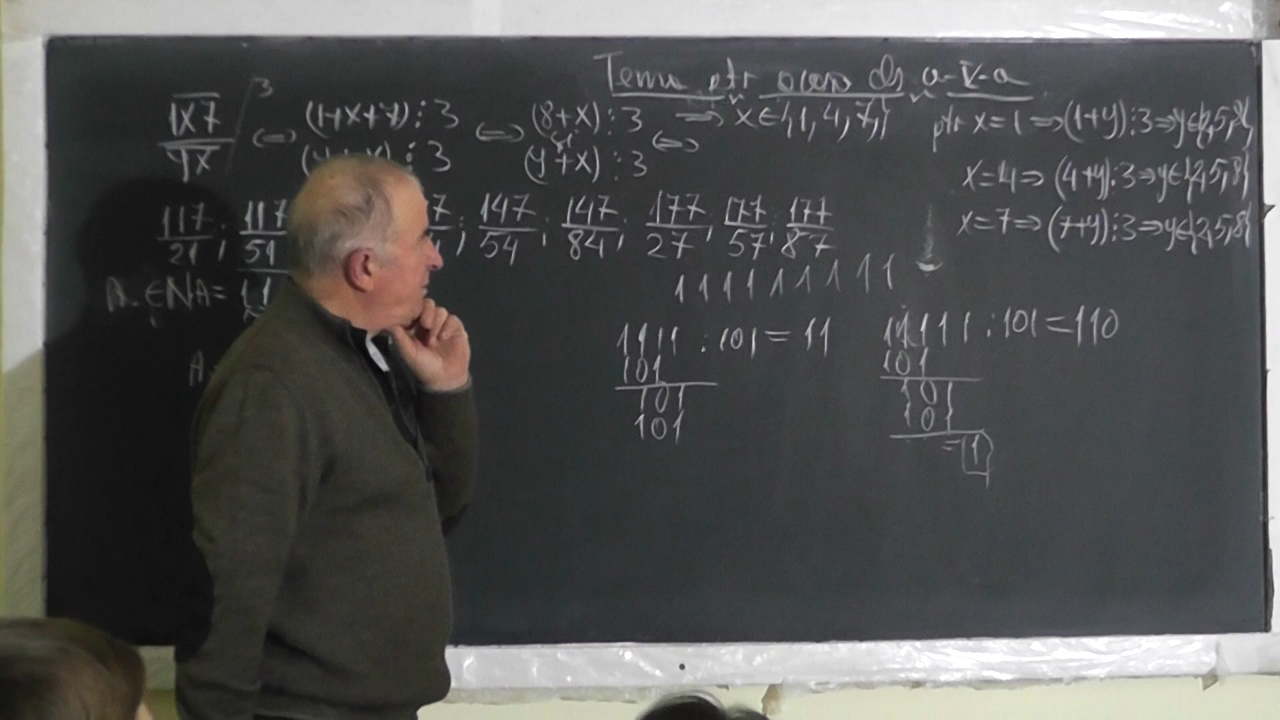 Tema ptr acasă a-V-a
1x7/yx 3 ⇔ (1+x+7)⋮3 ⇔ (8+x)⋮3 ⇒ x∈{1,4,7} ptr x=1⇒(1+y)⋮3⇒y∈{2,5,8}
⋮3 (y+x)⋮3 ⇔ x=4⇒(4+y)⋮3⇒y∈{2,5,8}
117/21; 117/51 ; 147/54; 147/84; 177/27; 177/57; 177/87 x=7⇒(7+y)⋮3⇒y∈{2,5,8}
∈N A= 1111111111
1111 : 101 = 11 11111 : 101 = 110
101 101
101 101
101 101
=1